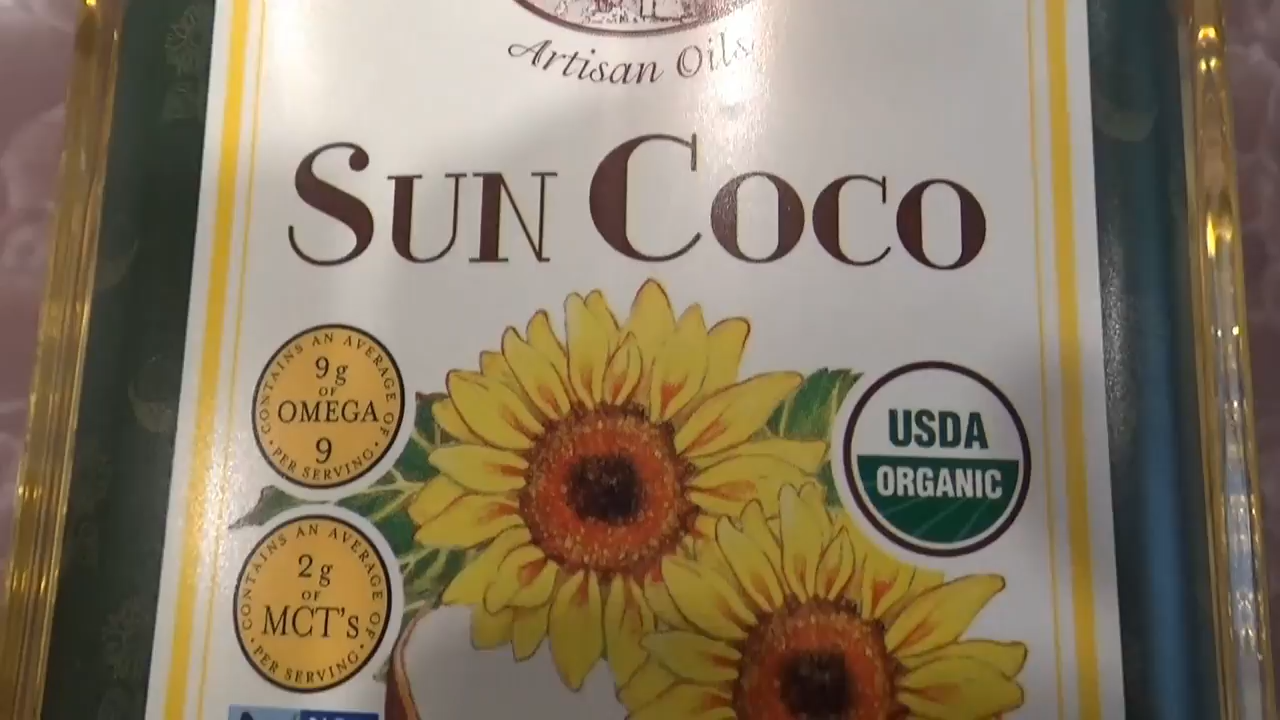 Artisan Oils
SUN COCO
CONTAINS AN AVERAGE OF
9 g
OF
OMEGA
9
PER SERVING
USDA
ORGANIC
CONTAINS AN AVERAGE OF
2 g
OF
MCT's
PER SERVING